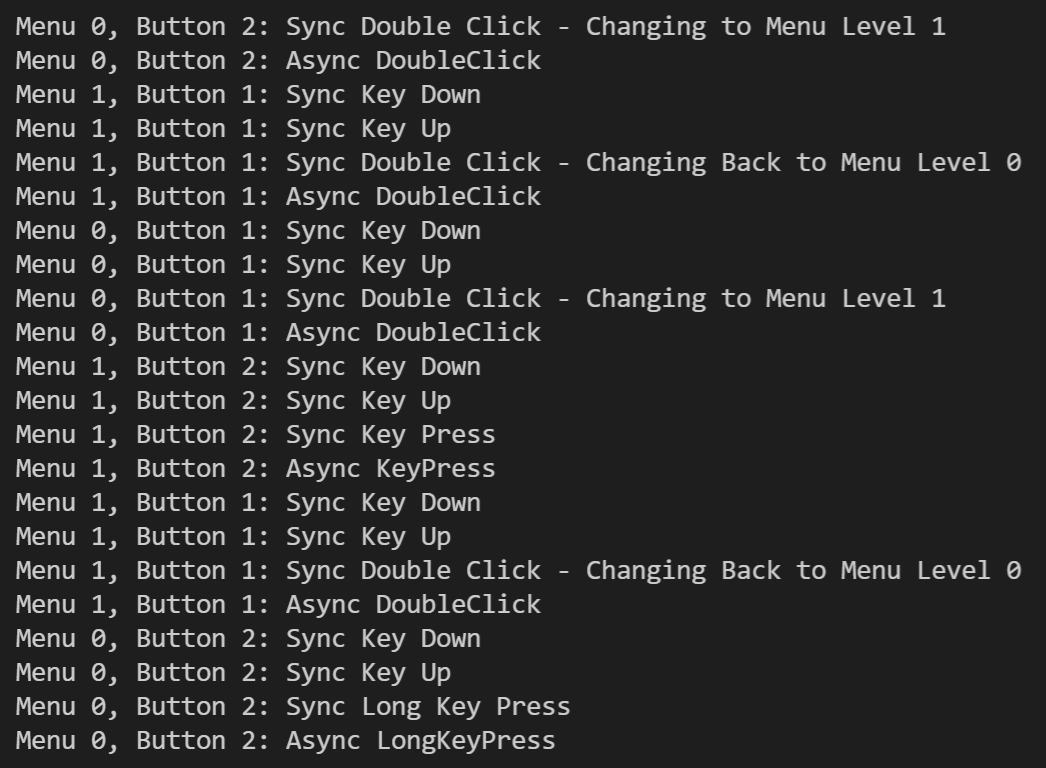 Menu 0, Button 2: Sync Double Click - Changing to Menu Level 1
Menu 0, Button 2: Async DoubleClick
Menu 1, Button 1: Sync Key Down
Menu 1, Button 1: Sync Key Up
Menu 1, Button 1: Sync Double Click - Changing Back to Menu Level 0
Menu 1, Button 1: Async DoubleClick
Menu 0, Button 1: Sync Key Down
Menu 0, Button 1: Sync Key Up
Menu 0, Button 1: Sync Double Click - Changing to Menu Level 1
Menu 0, Button 1: Async DoubleClick
Menu 1, Button 2: Sync Key Down
Menu 1, Button 2: Sync Key Up
Menu 1, Button 2: Sync Key Press
Menu 1, Button 2: Async KeyPress
Menu 1, Button 1: Sync Key Down
Menu 1, Button 1: Sync Key Up
Menu 1, Button 1: Sync Double Click - Changing Back to Menu Level 0
Menu 1, Button 1: Async DoubleClick
Menu 0, Button 2: Sync Key Down
Menu 0, Button 2: Sync Key Up
Menu 0, Button 2: Sync Long Key Press
Menu 0, Button 2: Async LongKeyPress